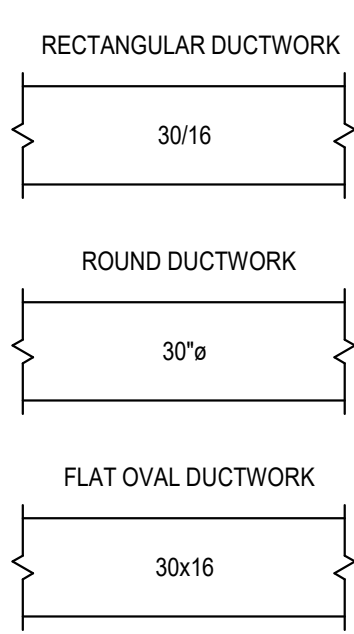 RECTANGULAR DUCTWORK
30/16
ROUND DUCTWORK
30"ø
FLAT OVAL DUCTWORK
30x16